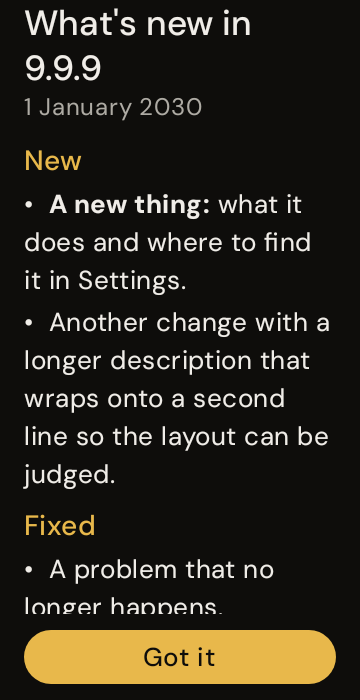 What's new in
9.9.9
1 January 2030
New
• A new thing: what it
does and where to find
it in Settings.
• Another change with a
longer description that
wraps onto a second
line so the layout can be
judged.
Fixed
• A problem that no
longer happens.
Got it